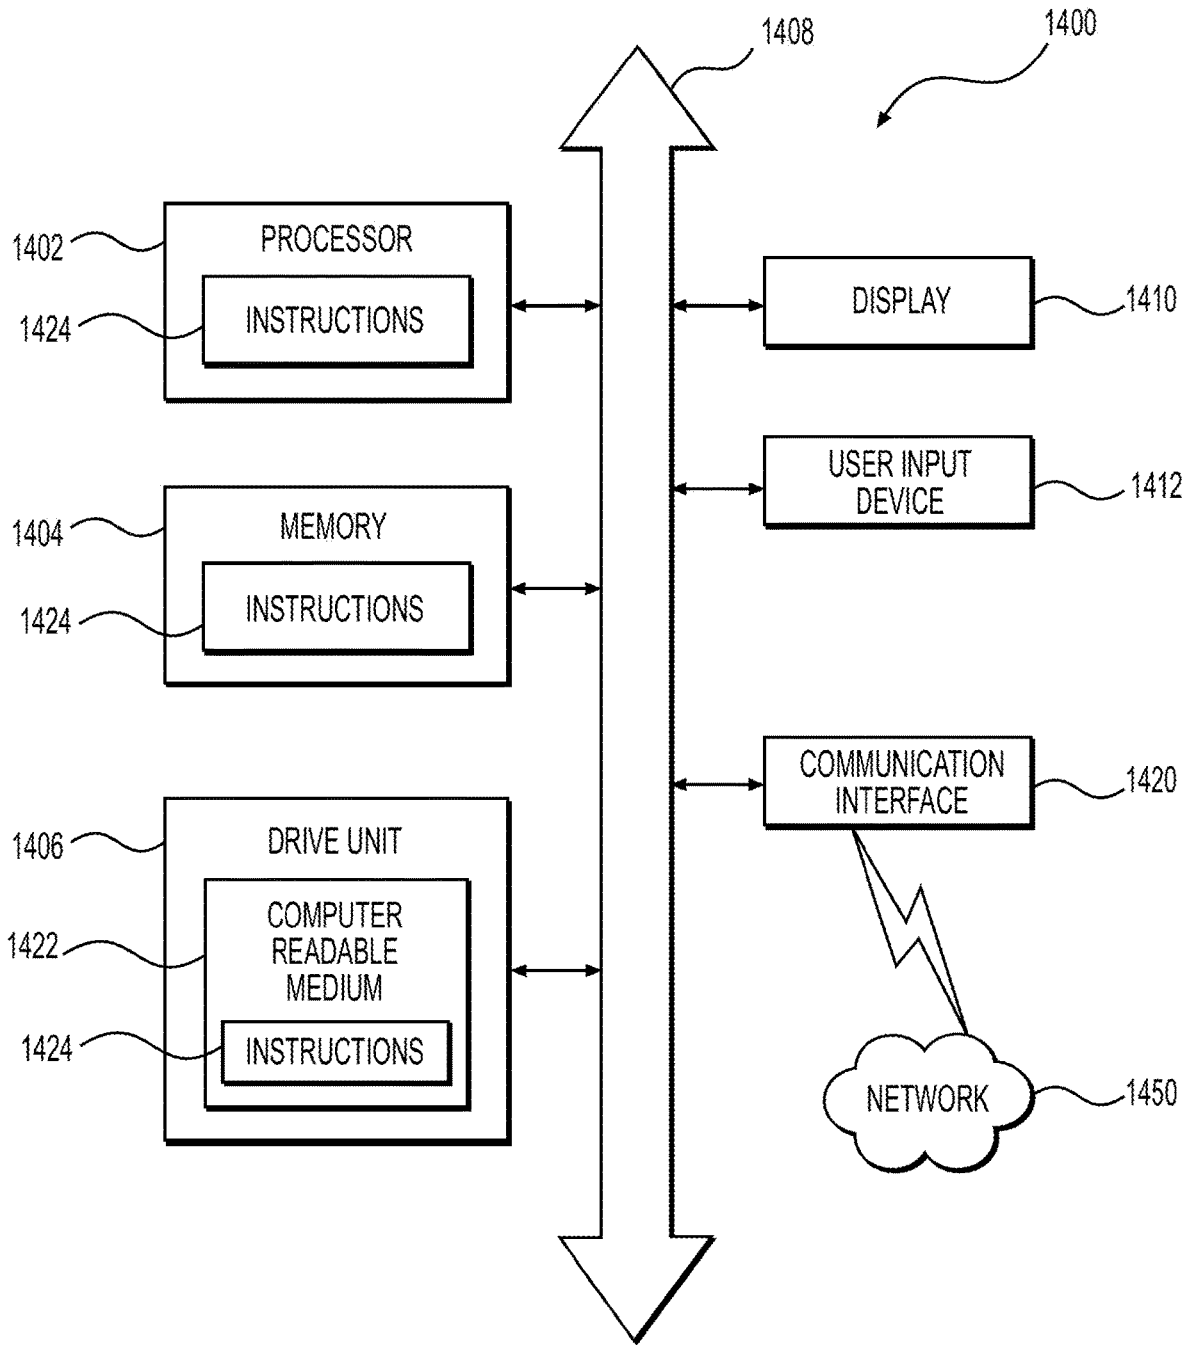 1408
1400
1402
PROCESSOR
1424
INSTRUCTIONS
DISPLAY
1410
USER INPUT
DEVICE
1412
1404
MEMORY
1424
INSTRUCTIONS
COMMUNICATION
INTERFACE
1420
1406
DRIVE UNIT
1422
COMPUTER
READABLE
MEDIUM
1424
INSTRUCTIONS
NETWORK
1450